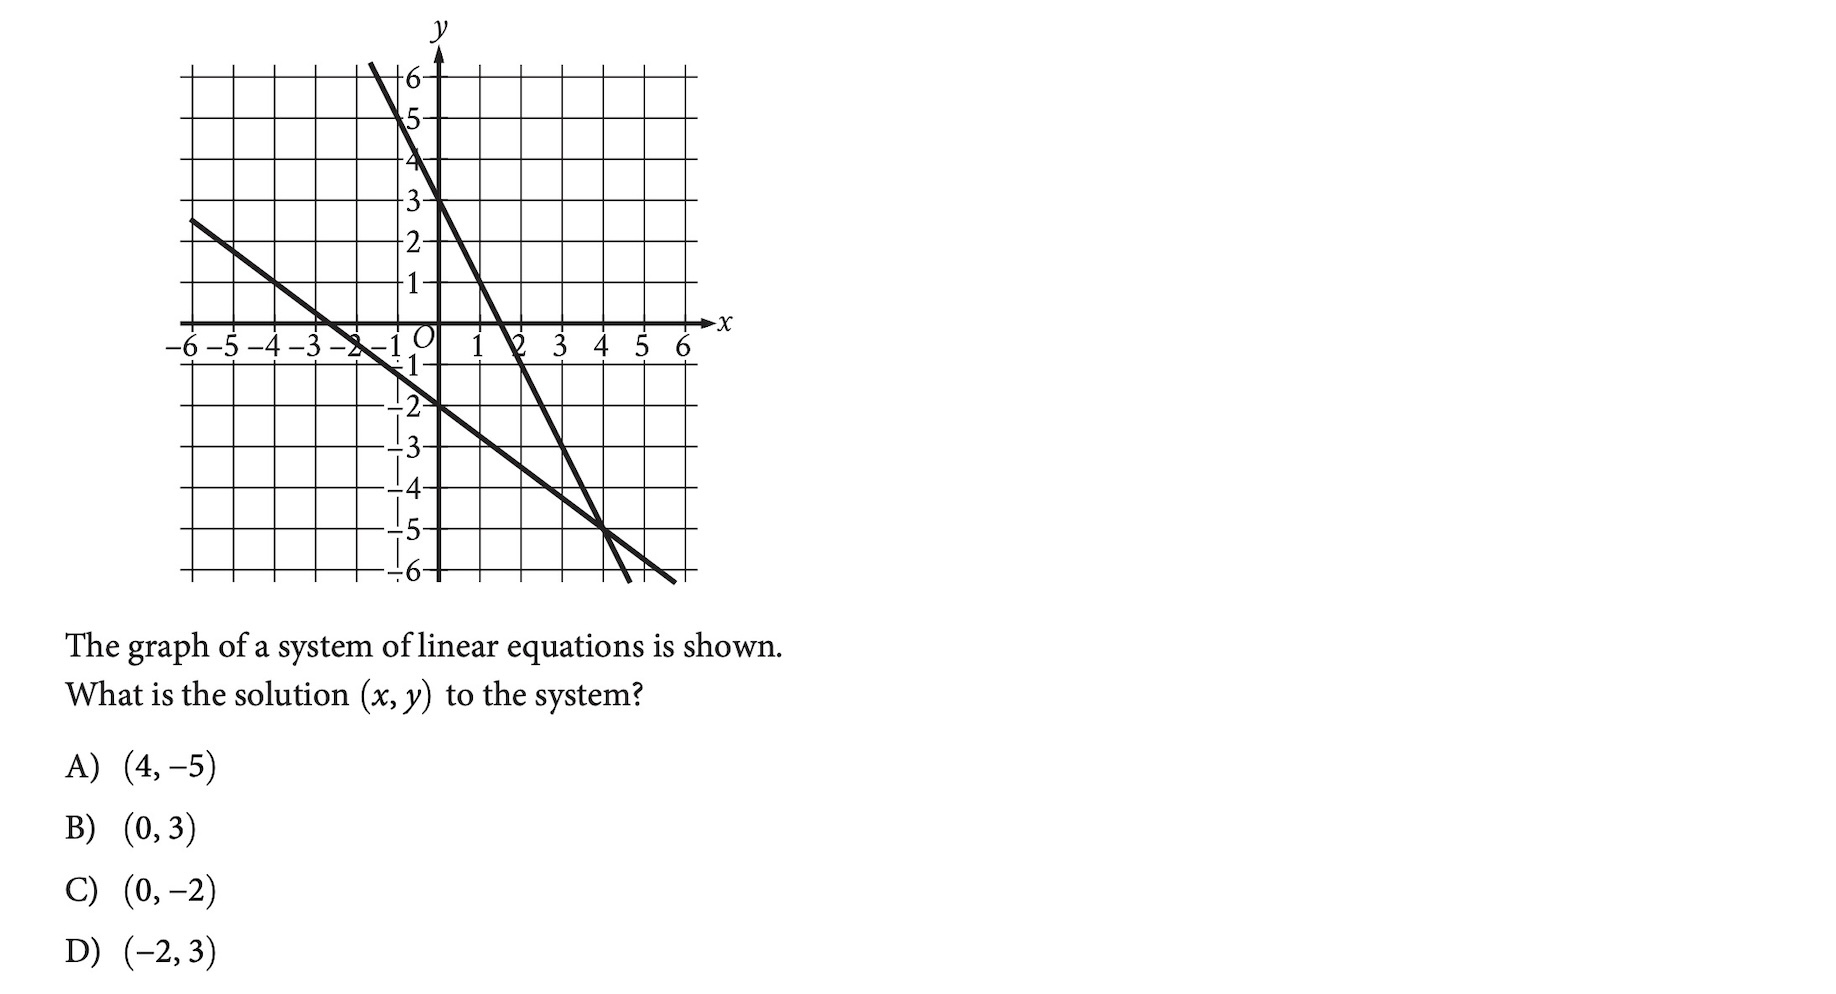 y
6
5
4
3
2
1
–6 –5 –4 –3 –2 –1 O 1 2 3 4 5 6 x
–1
–2
–3
–4
–5
–6
The graph of a system of linear equations is shown.
What is the solution (x, y) to the system?
A) (4, –5)
B) (0, 3)
C) (0, –2)
D) (–2, 3)